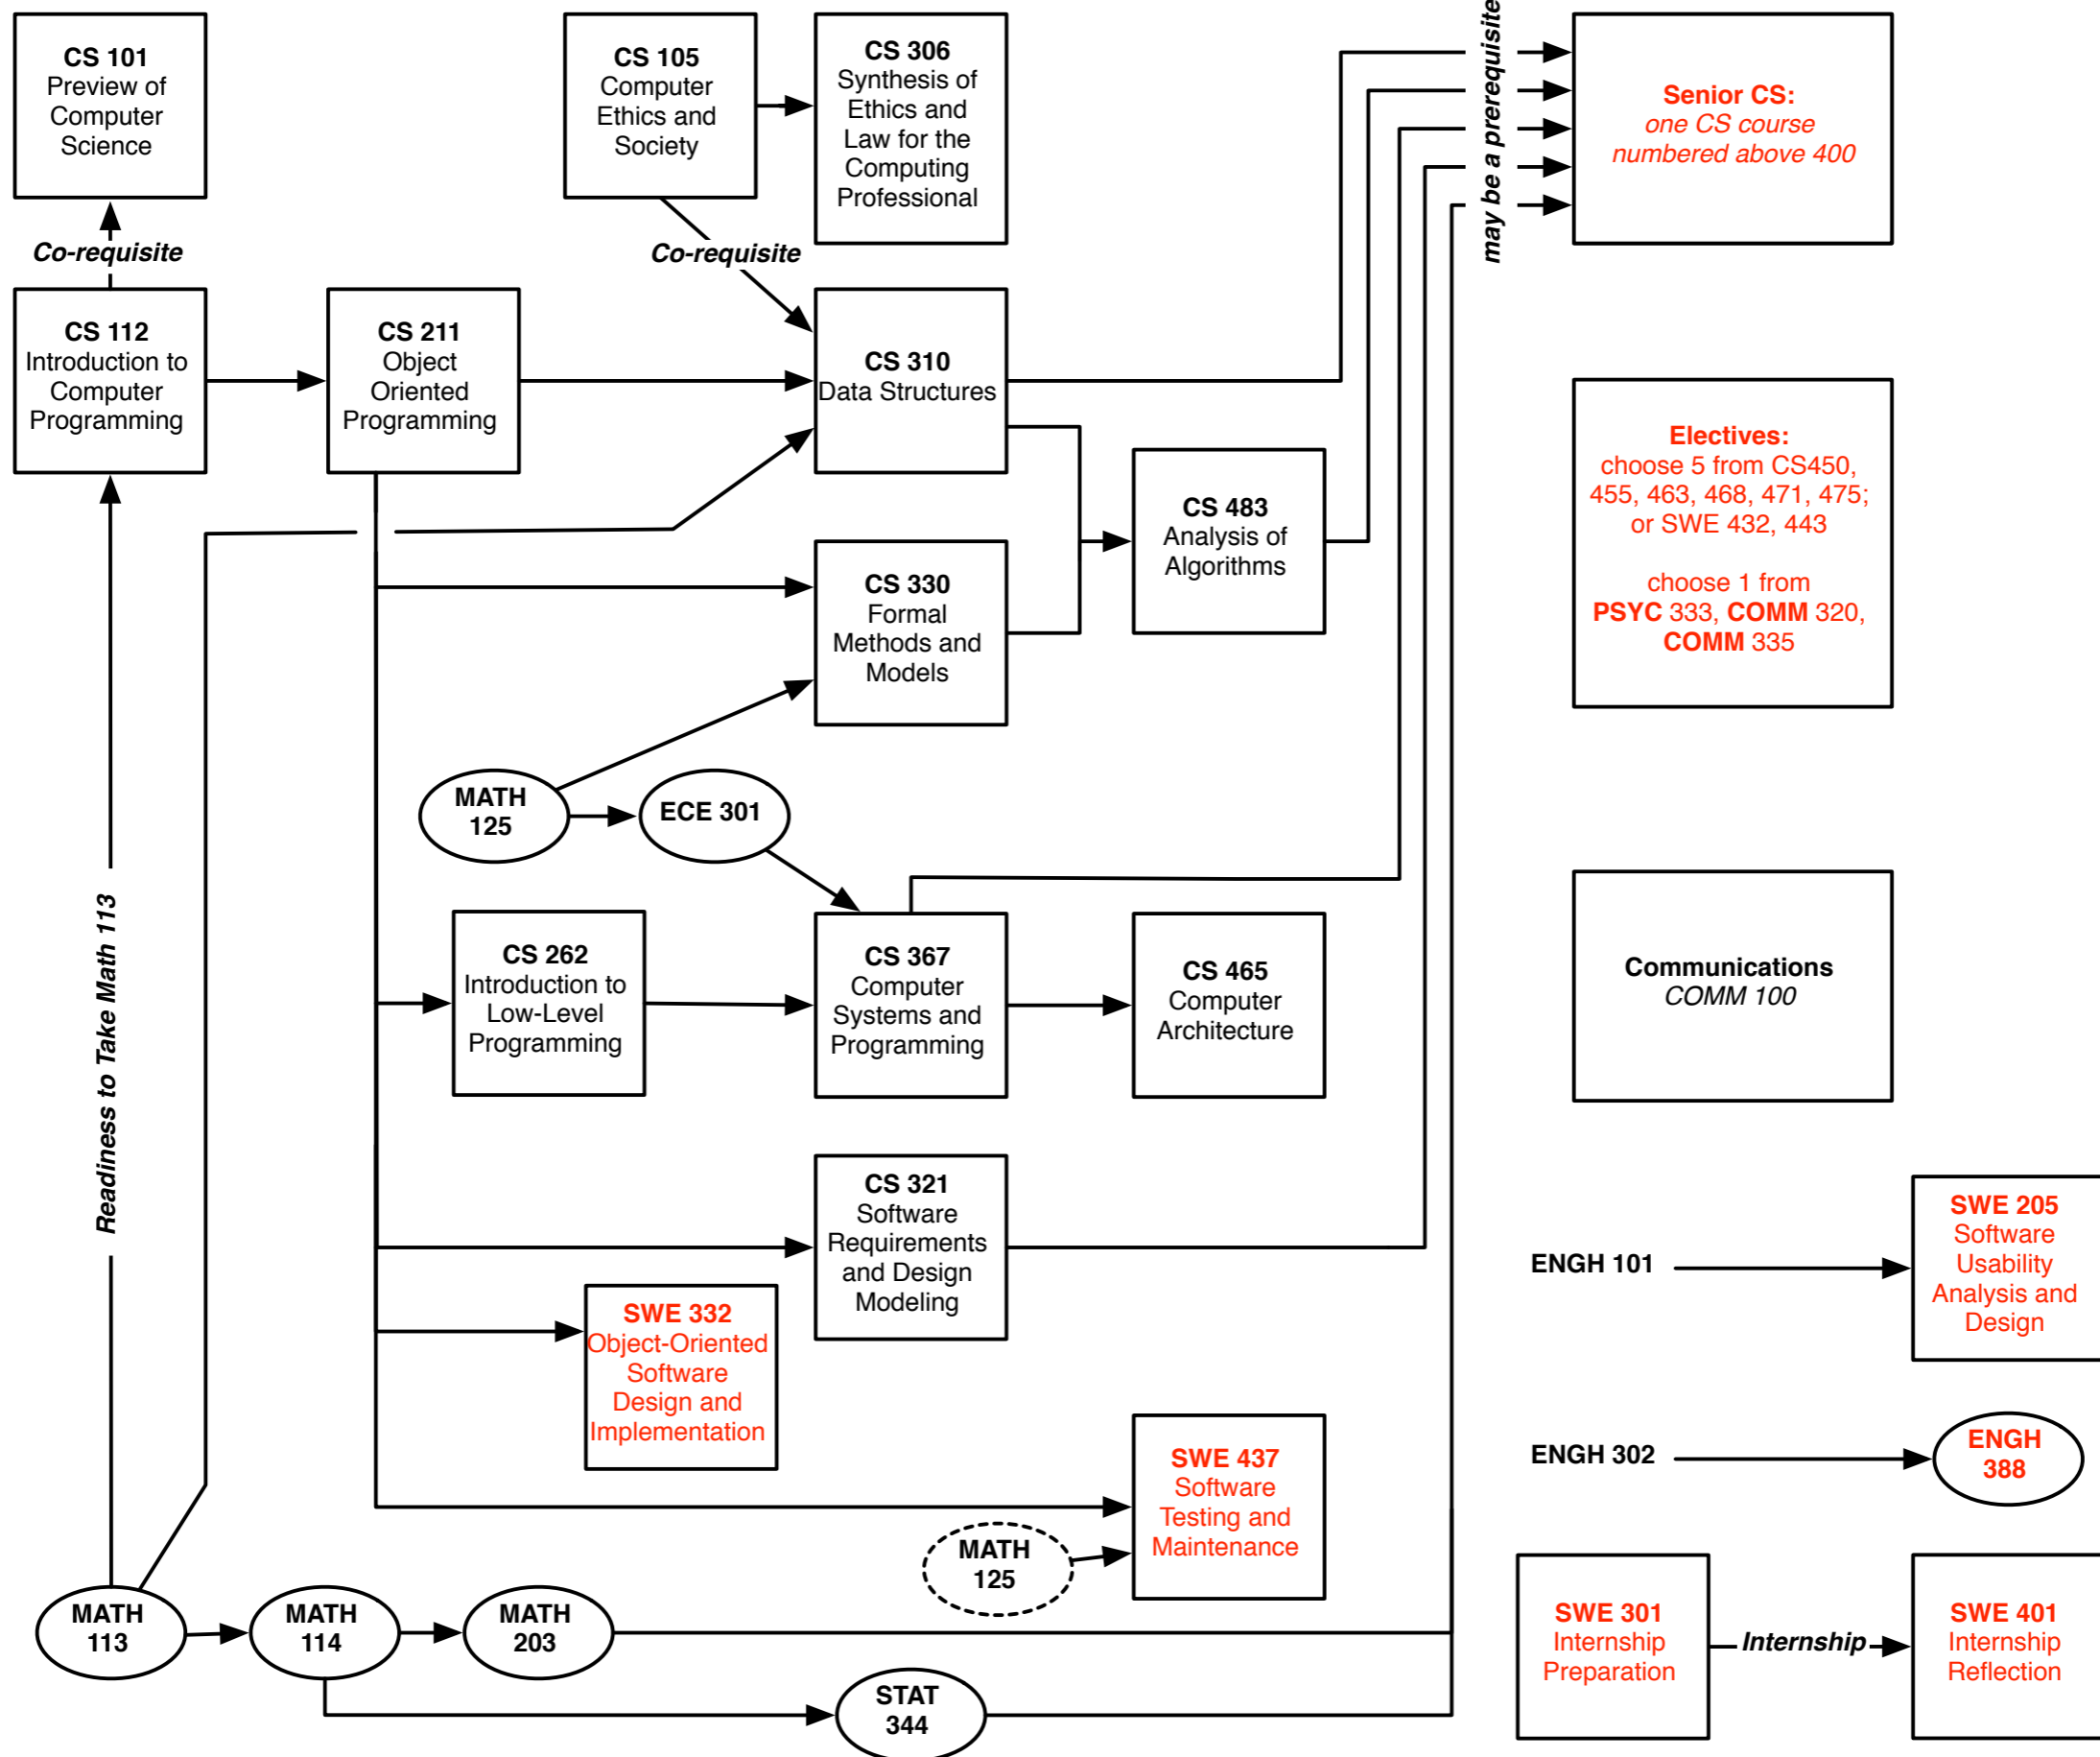 CS 101
Preview of
Computer
Science
CS 105
Computer
Ethics and
Society
CS 306
Synthesis of
Ethics and
Law for the
Computing
Professional
may be a prerequisite
Senior CS:
one CS course
numbered above 400
Co-requisite
Co-requisite
CS 112
Introduction to
Computer
Programming
CS 211
Object
Oriented
Programming
CS 310
Data Structures
Electives:
choose 5 from CS450,
455, 463, 468, 471, 475;
or SWE 432, 443
choose 1 from
PSYC 333, COMM 320,
COMM 335
CS 483
Analysis of
Algorithms
CS 330
Formal
Methods and
Models
MATH
125
ECE 301
Readiness to Take Math 113
CS 262
Introduction to
Low-Level
Programming
CS 367
Computer
Systems and
Programming
CS 465
Computer
Architecture
Communications
COMM 100
CS 321
Software
Requirements
and Design
Modeling
ENGH 101
SWE 205
Software
Usability
Analysis and
Design
SWE 332
Object-Oriented
Software
Design and
Implementation
SWE 437
Software
Testing and
Maintenance
ENGH 302
ENGH
388
MATH
125
MATH
113
MATH
114
MATH
203
SWE 301
Internship
Preparation
Internship
SWE 401
Internship
Reflection
STAT
344